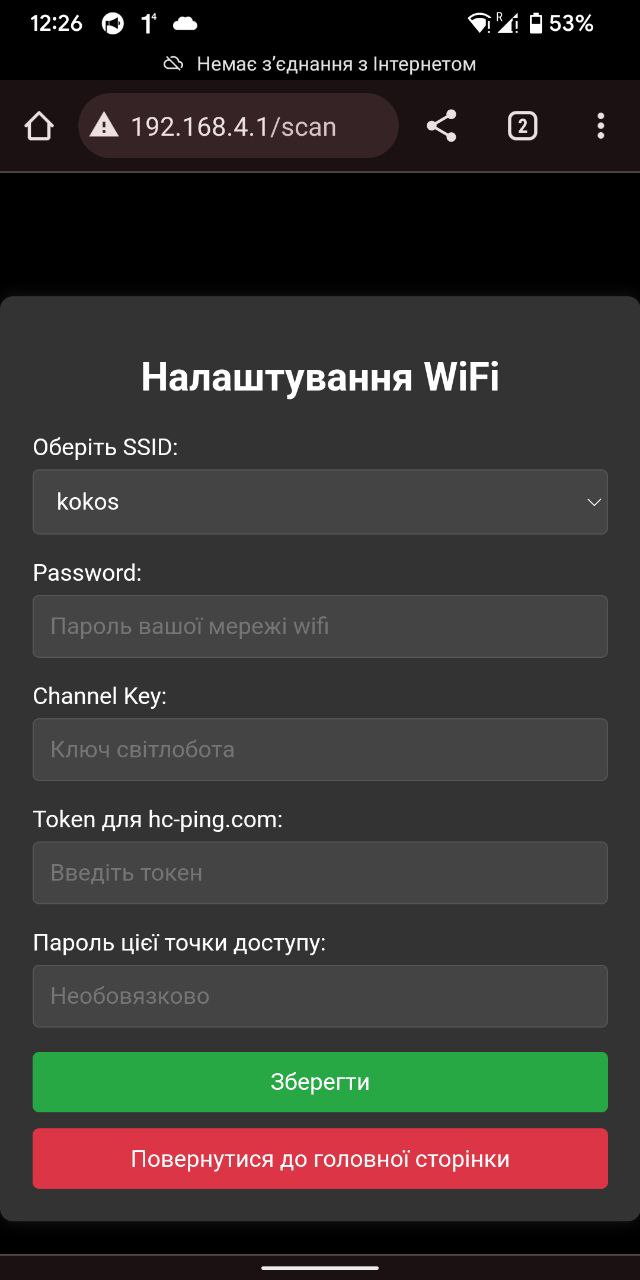 12:26 1⁴ R 53%
Немає з’єднання з Інтернетом
192.168.4.1/scan 2
Налаштування WiFi
Оберіть SSID:
kokos
Password:
Пароль вашої мережі wifi
Channel Key:
Ключ світлобота
Token для hc-ping.com:
Введіть токен
Пароль цієї точки доступу:
Необовязково
Зберегти
Повернутися до головної сторінки